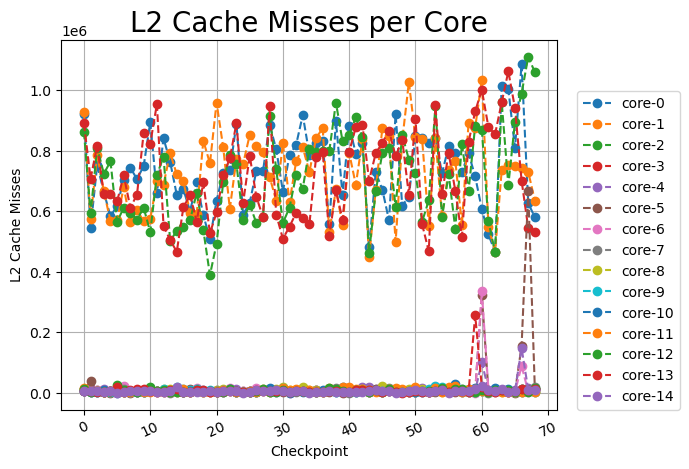 L2 Cache Misses per Core
1e6
1.0
0.8
0.6
0.4
0.2
0.0
L2 Cache Misses
0 10 20 30 40 50 60 70
Checkpoint
core-0
core-1
core-2
core-3
core-4
core-5
core-6
core-7
core-8
core-9
core-10
core-11
core-12
core-13
core-14